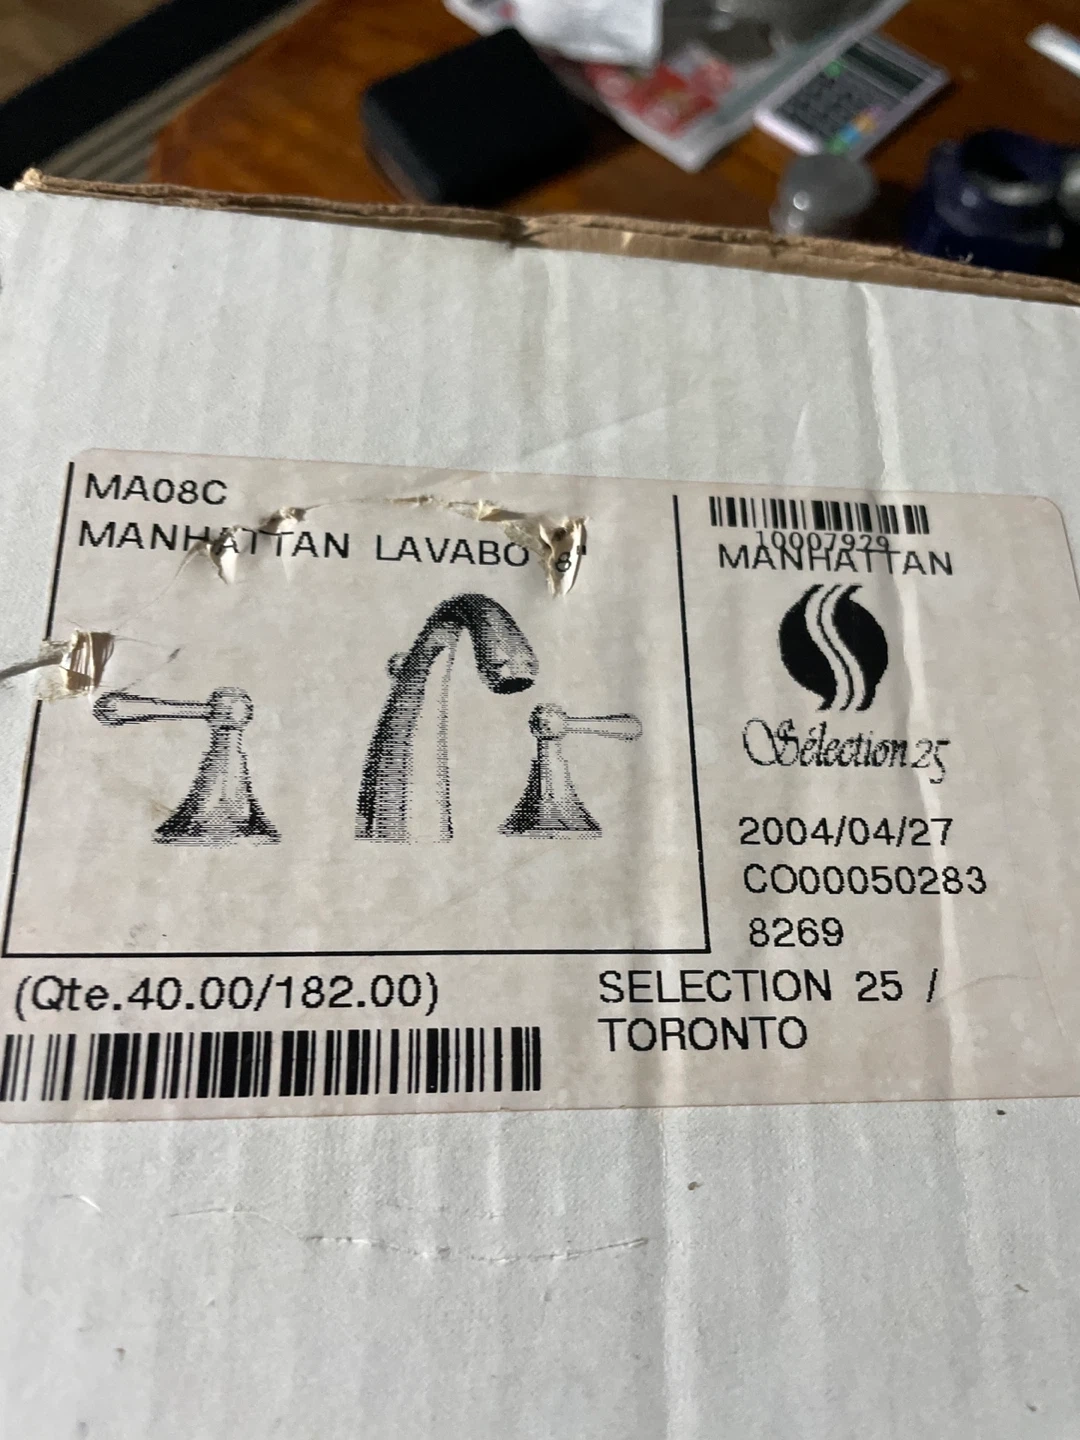 MA08C
MANHATTAN LAVABO 8"
10007929
MANHATTAN
Sélection 25
2004/04/27
CO00050283
8269
(Qte.40.00/182.00)
SELECTION 25 /
TORONTO